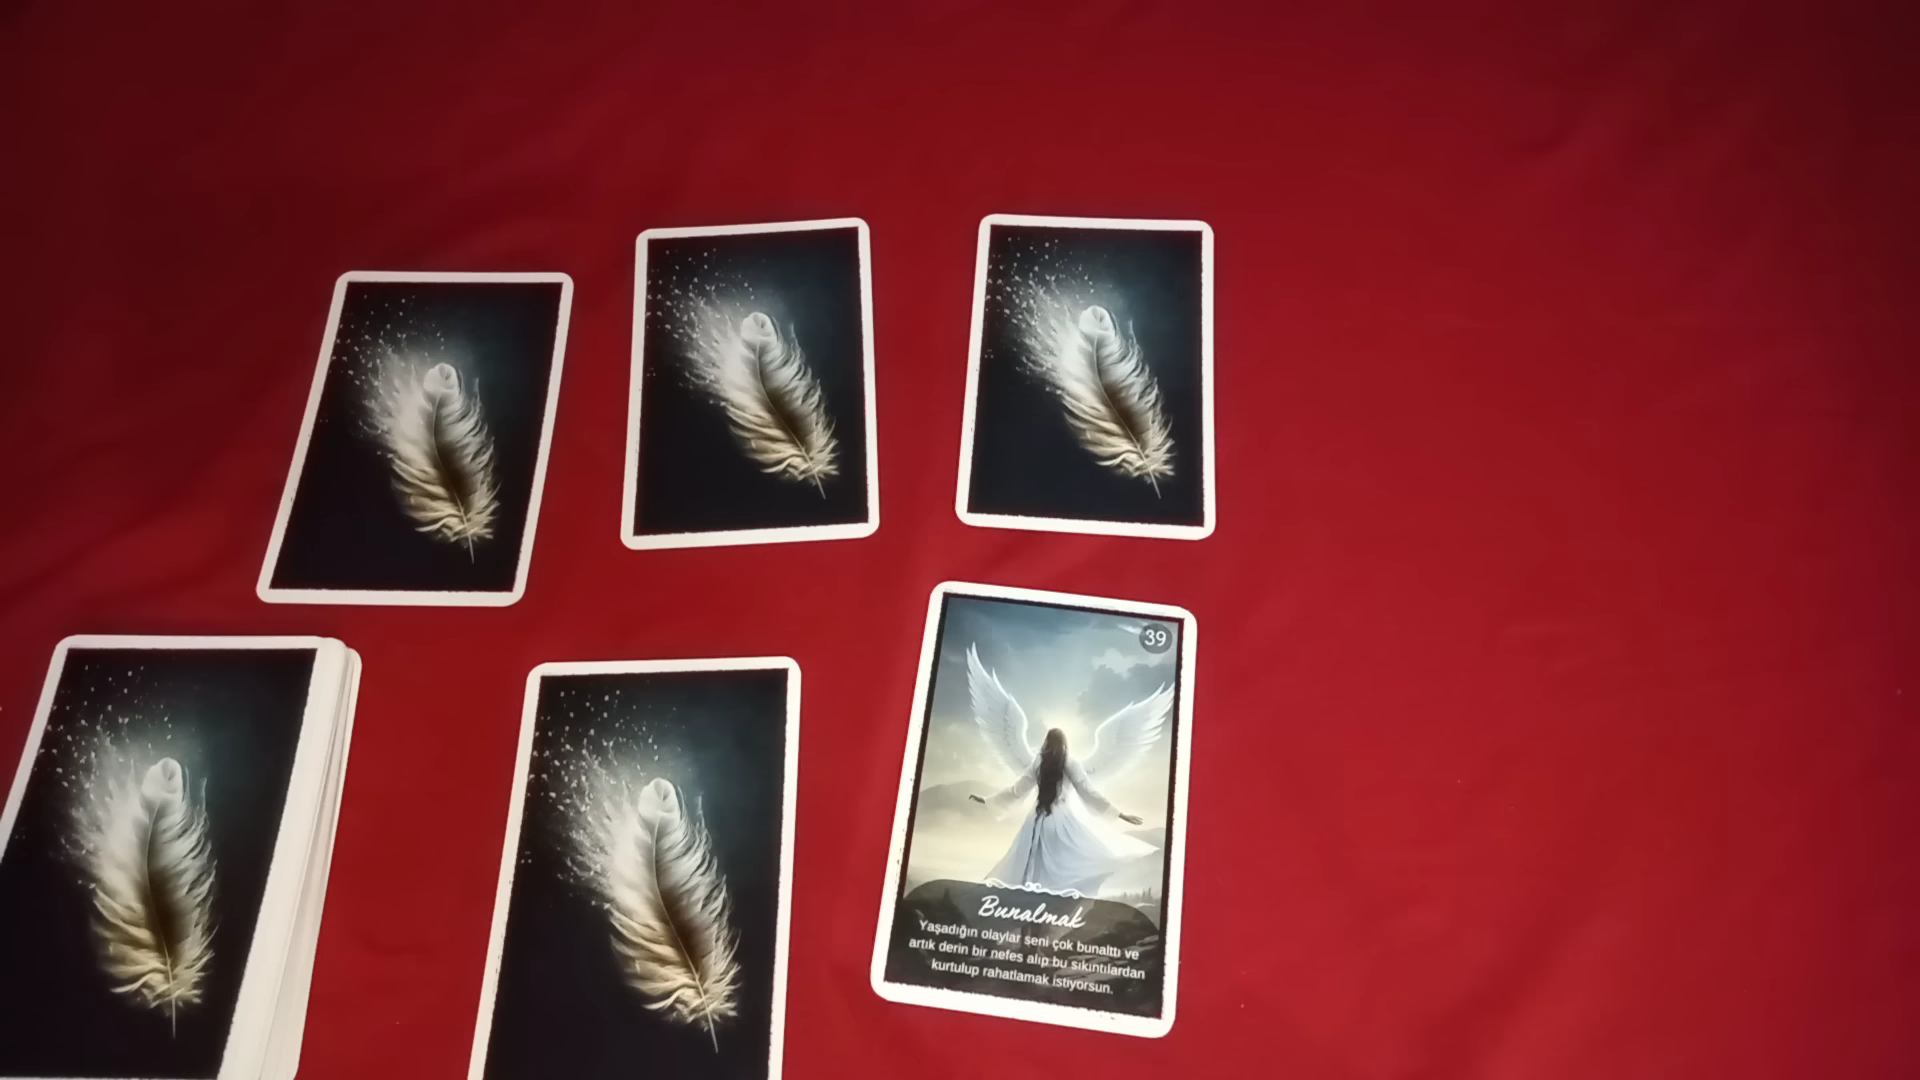 39
Bunalmak
Yaşadığın olaylar seni çok bunalttı ve
artık derin bir nefes alıp bu sıkıntılardan
kurtulup rahatlamak istiyorsun.